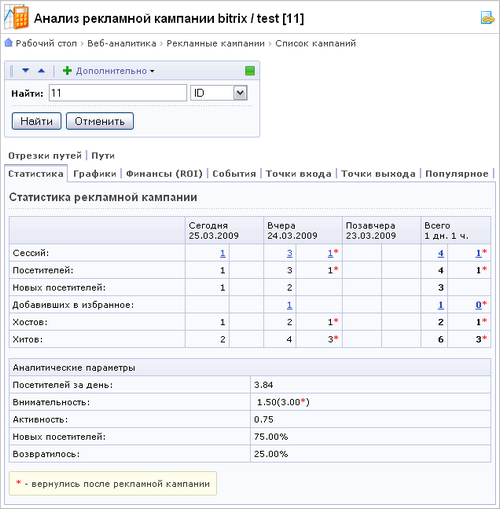 Анализ рекламной кампании bitrix / test [11]
Рабочий стол › Веб-аналитика › Рекламные кампании › Список кампаний
Дополнительно
Найти: 11 ID
Найти Отменить
Отрезки путей Пути
Статистика Графики Финансы (ROI) События Точки входа Точки выхода Популярное
Статистика рекламной кампании
Сегодня Вчера Позавчера Всего
25.03.2009 24.03.2009 23.03.2009 1 дн. 1 ч.
Сессий: 1 3 1* 4 1*
Посетителей: 1 3 1* 4 1*
Новых посетителей: 1 2 3
Добавивших в избранное: 1 1 0*
Хостов: 1 2 1* 2 1*
Хитов: 2 4 3* 6 3*
Аналитические параметры
Посетителей за день: 3.84
Внимательность: 1.50(3.00*)
Активность: 0.75
Новых посетителей: 75.00%
Возвратилось: 25.00%
* - вернулись после рекламной кампании